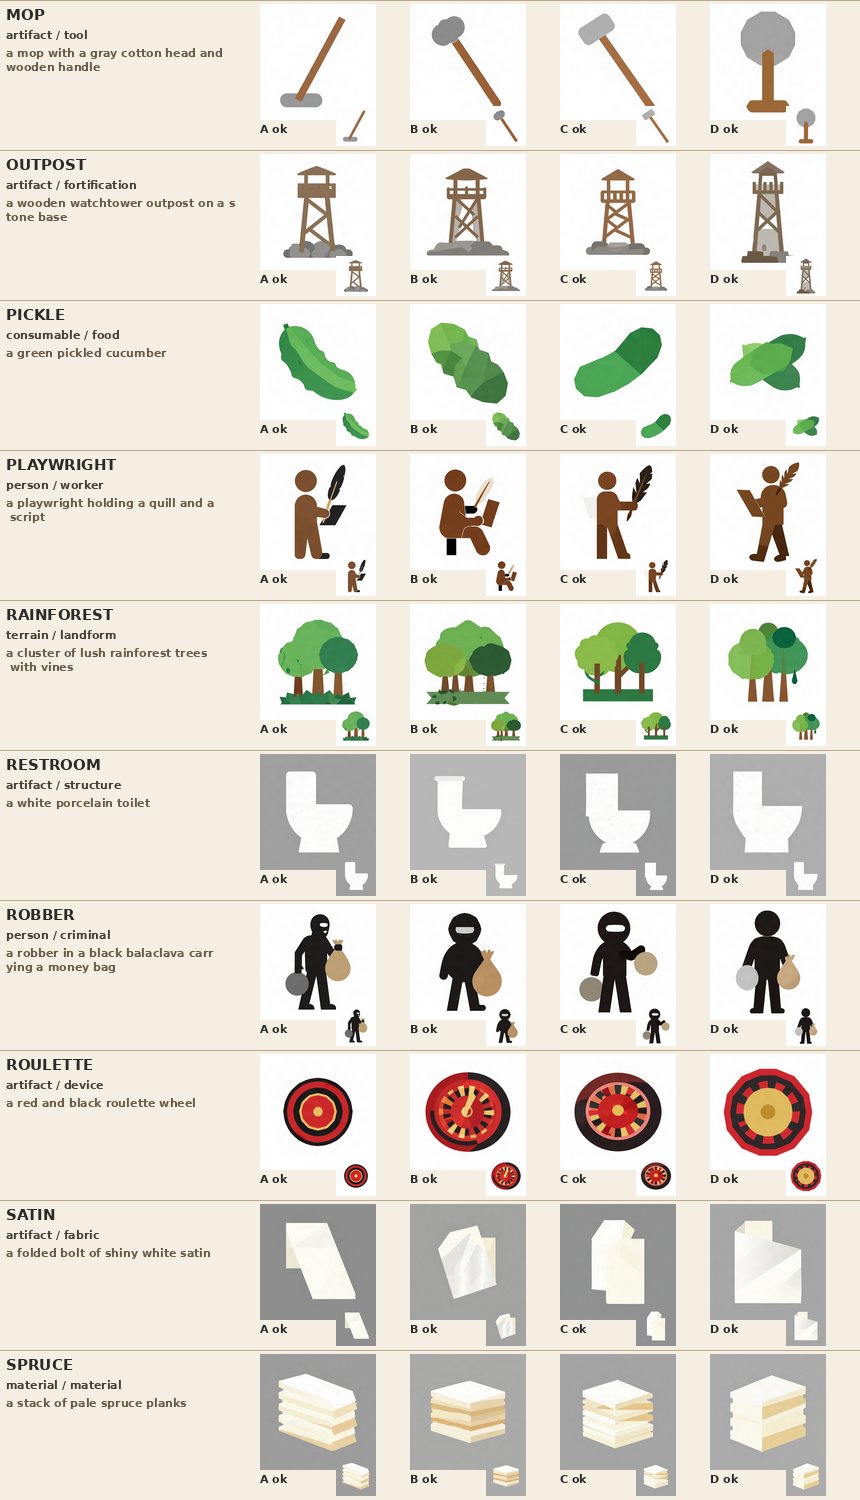 MOP
artifact / tool
a mop with a gray cotton head and
wooden handle
A ok
B ok
C ok
D ok
OUTPOST
artifact / fortification
a wooden watchtower outpost on a s
tone base
A ok
B ok
C ok
D ok
PICKLE
consumable / food
a green pickled cucumber
A ok
B ok
C ok
D ok
PLAYWRIGHT
person / worker
a playwright holding a quill and a
script
A ok
B ok
C ok
D ok
RAINFOREST
terrain / landform
a cluster of lush rainforest trees
with vines
A ok
B ok
C ok
D ok
RESTROOM
artifact / structure
a white porcelain toilet
A ok
B ok
C ok
D ok
ROBBER
person / criminal
a robber in a black balaclava carr
ying a money bag
A ok
B ok
C ok
D ok
ROULETTE
artifact / device
a red and black roulette wheel
A ok
B ok
C ok
D ok
SATIN
artifact / fabric
a folded bolt of shiny white satin
A ok
B ok
C ok
D ok
SPRUCE
material / material
a stack of pale spruce planks
A ok
B ok
C ok
D ok